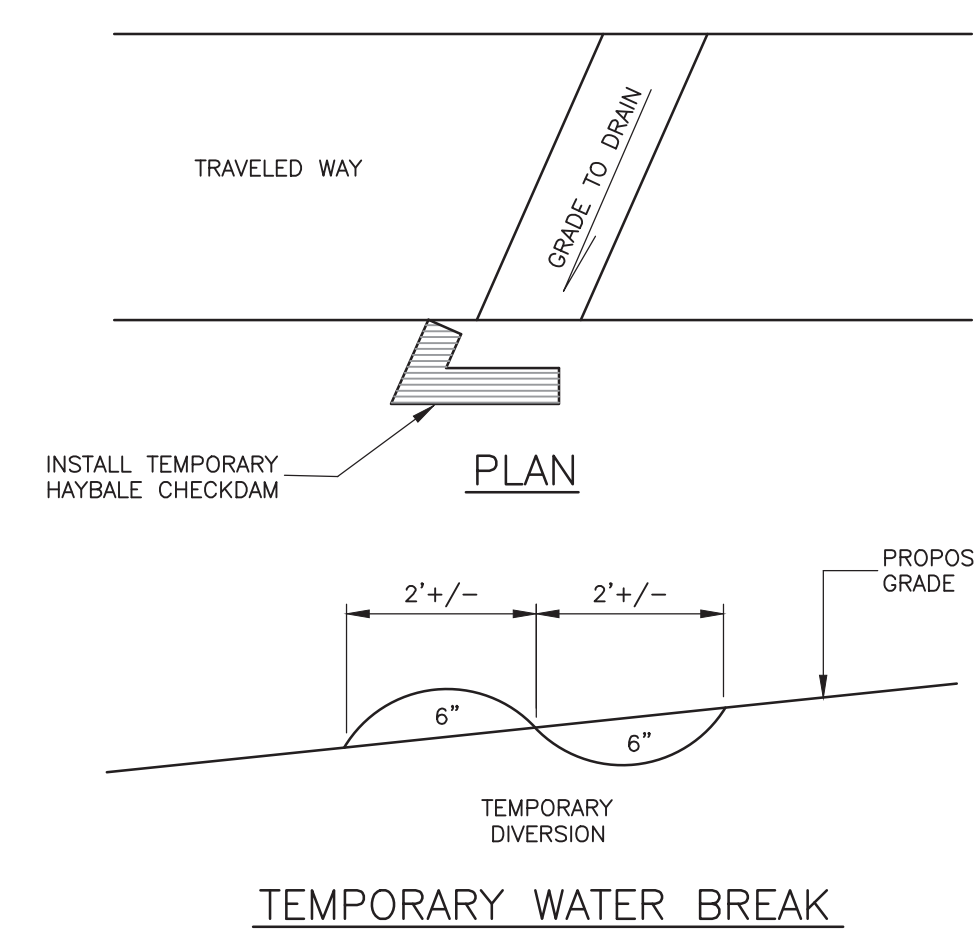 TRAVELED WAY
GRADE TO DRAIN
INSTALL TEMPORARY
HAYBALE CHECKDAM
PLAN
PROPOS
GRADE
2'+/-
2'+/-
6"
6"
TEMPORARY
DIVERSION
TEMPORARY WATER BREAK